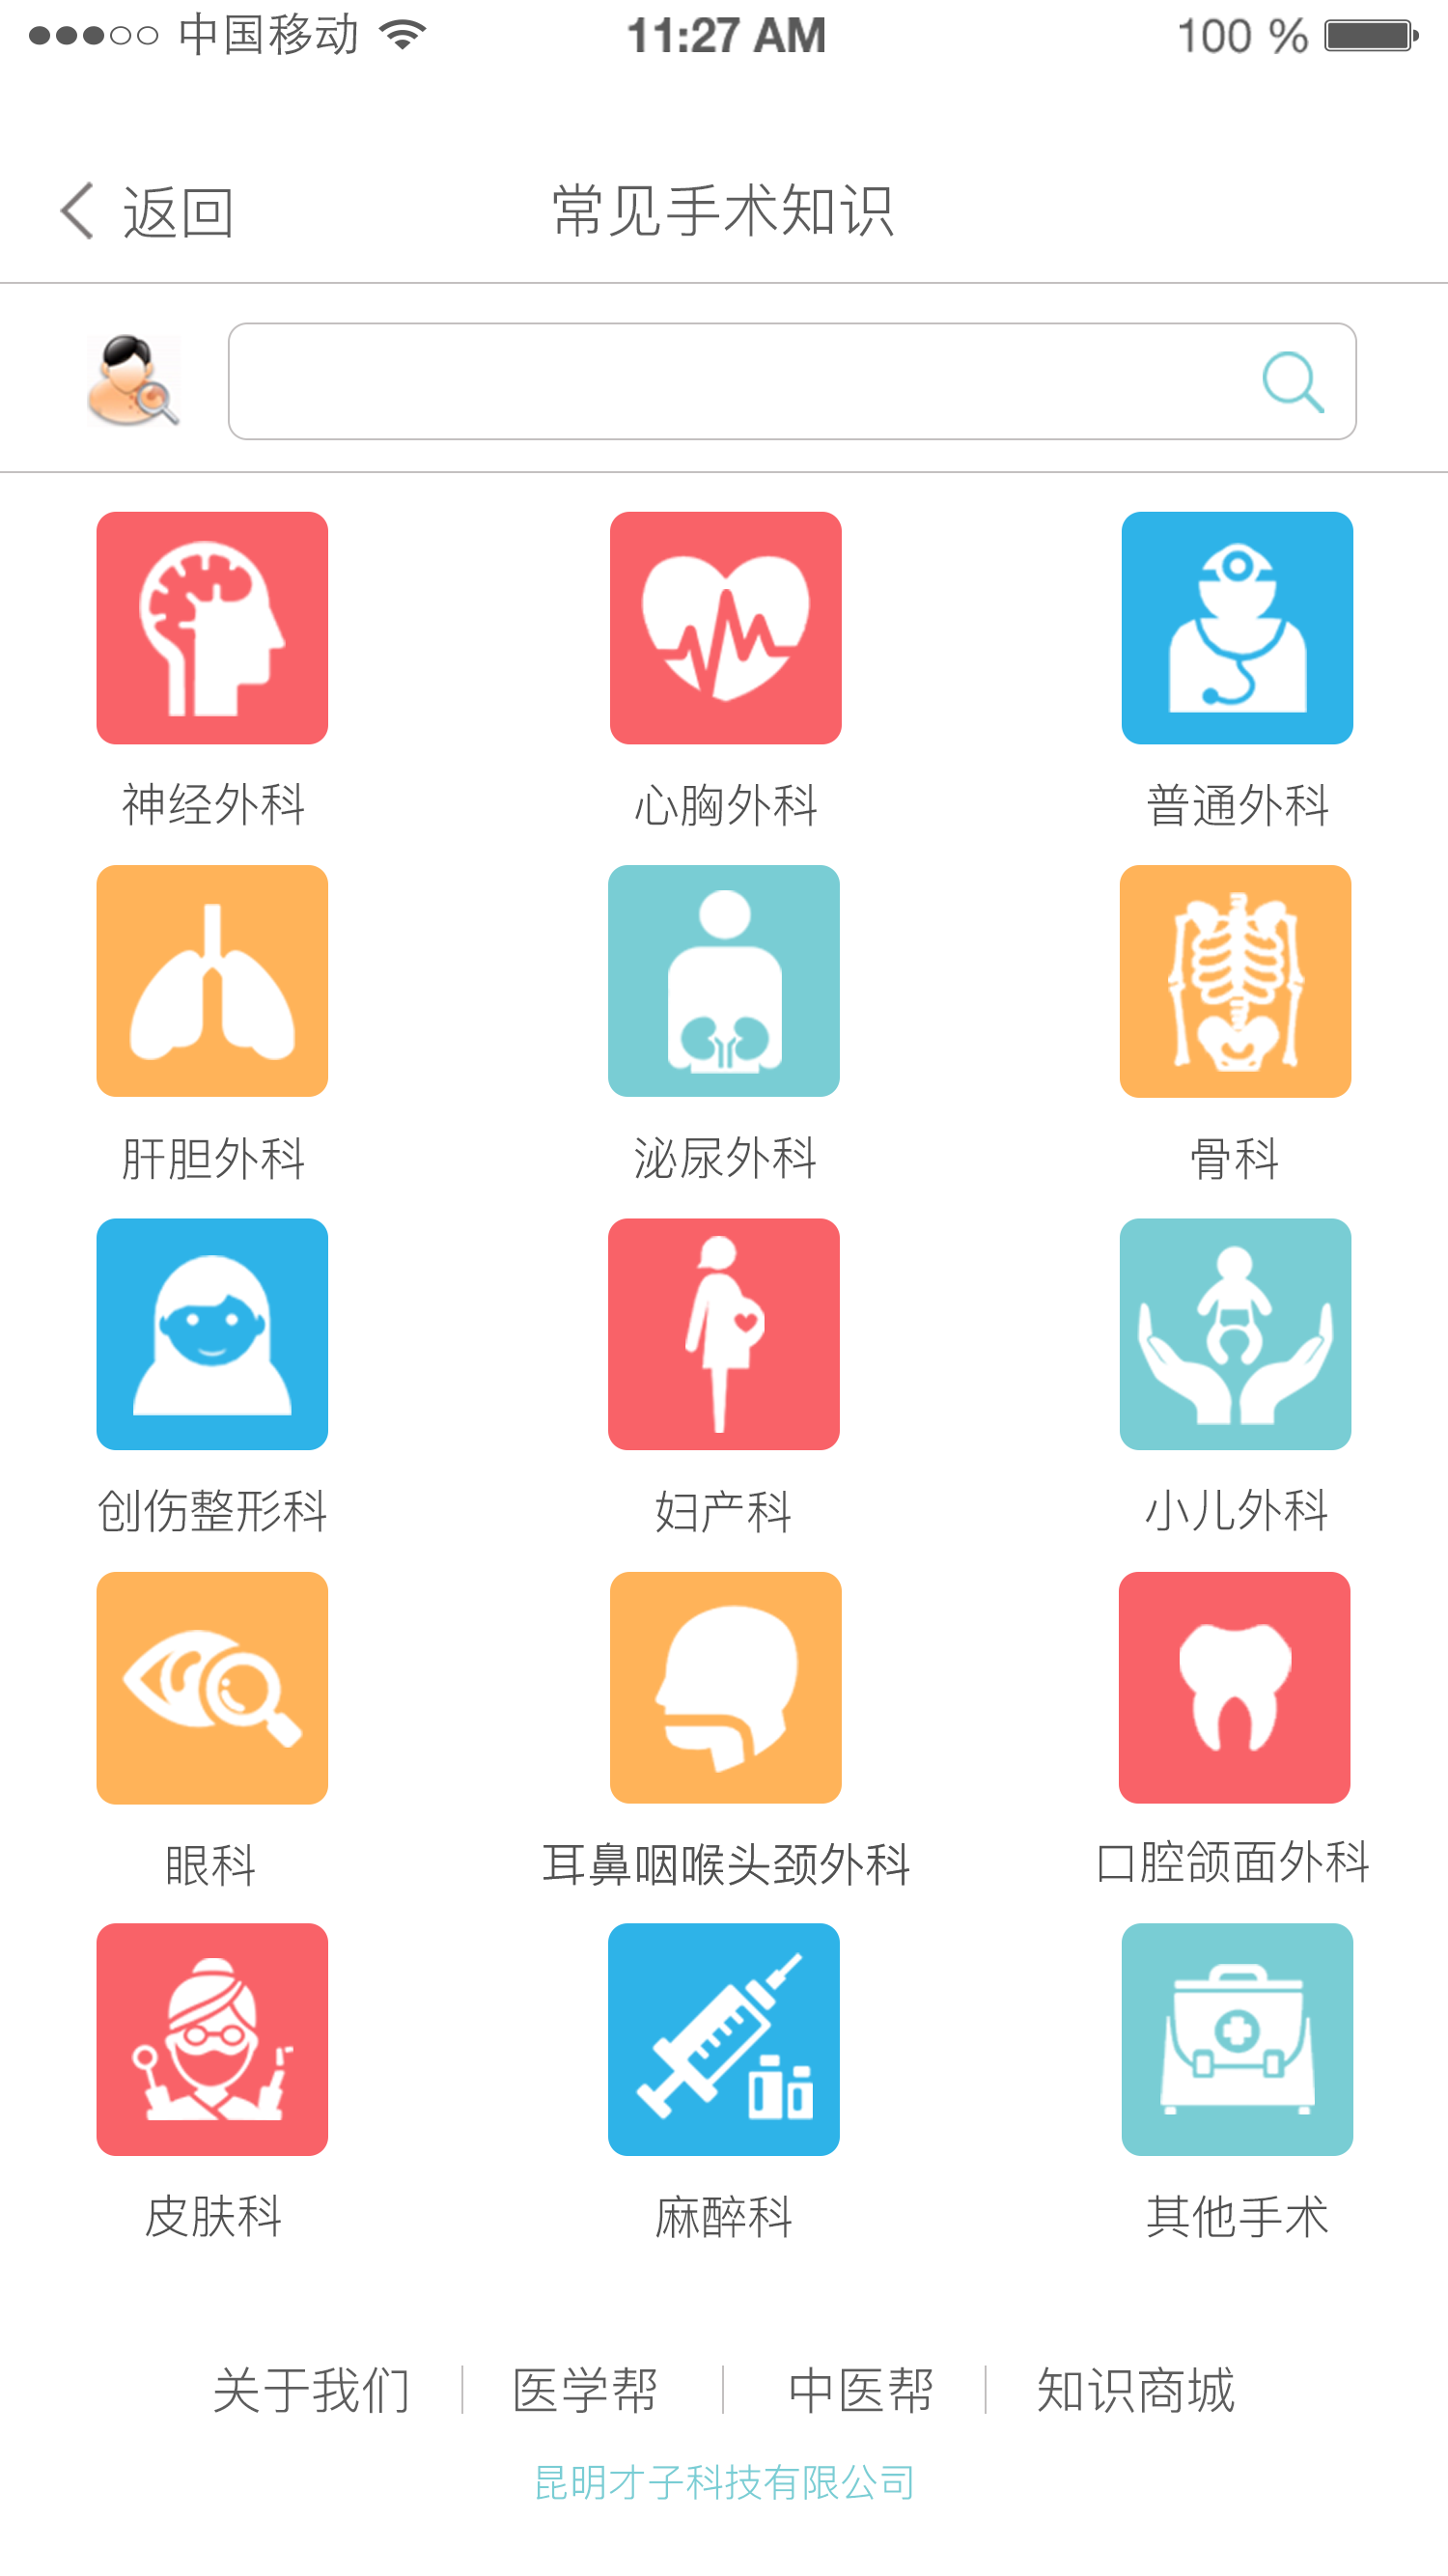 中国移动 11:27 AM 100 %
返回 常见手术知识
神经外科 心胸外科 普通外科
肝胆外科 泌尿外科 骨科
创伤整形科 妇产科 小儿外科
眼科 耳鼻咽喉头颈外科 口腔颌面外科
皮肤科 麻醉科 其他手术
关于我们 医学帮 中医帮 知识商城
昆明才子科技有限公司